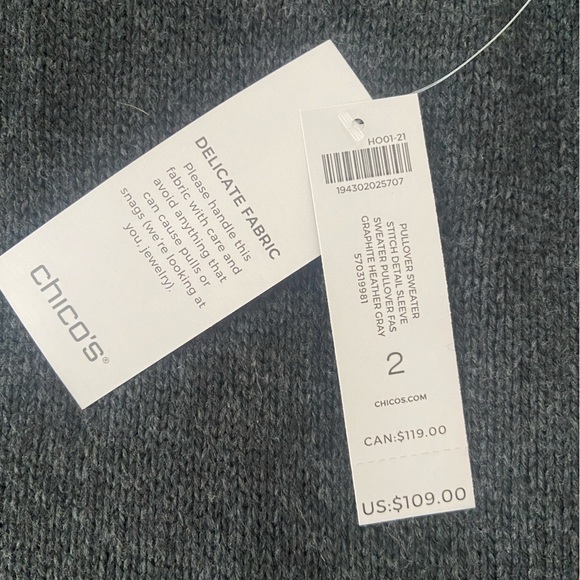 DELICATE FABRIC
Please handle this
fabric with care and
avoid anything that
can cause pulls or
snags (we're looking at
you, jewelry).
chico's®
HO01-21
194302025707
PULLOVER SWEATER
STITCH DETAIL SLEEVE
SWEATER PULLOVER FAS
GRAPHITE HEATHER GRAY
570319981
2
CHICOS.COM
CAN:$119.00
US:$109.00